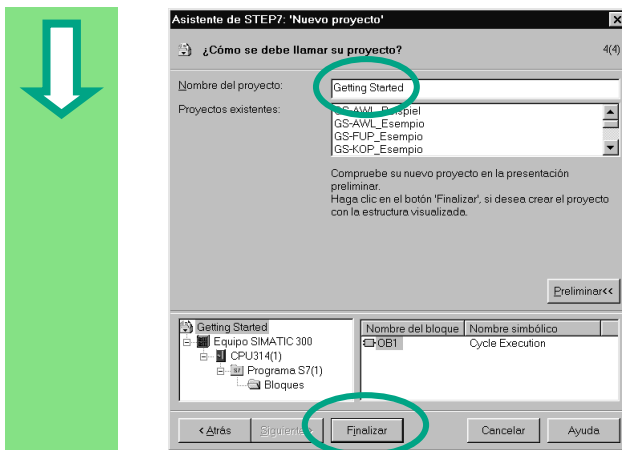 Asistente de STEP7: 'Nuevo proyecto'
¿Cómo se debe llamar su proyecto?
4(4)
Nombre del proyecto:
Getting Started
Proyectos existentes:
GS-AWL_Beispiel
GS-AWL_Esempio
GS-FUP_Esempio
GS-KOP_Esempio
Compruebe su nuevo proyecto en la presentación
preliminar.
Haga clic en el botón 'Finalizar', si desea crear el proyecto
con la estructura visualizada.
Preliminar<<
Getting Started
Equipo SIMATIC 300
CPU314(1)
Programa S7(1)
Bloques
Nombre del bloque Nombre simbólico
OB1 Cycle Execution
< Atrás
Siguiente >
Finalizar
Cancelar
Ayuda